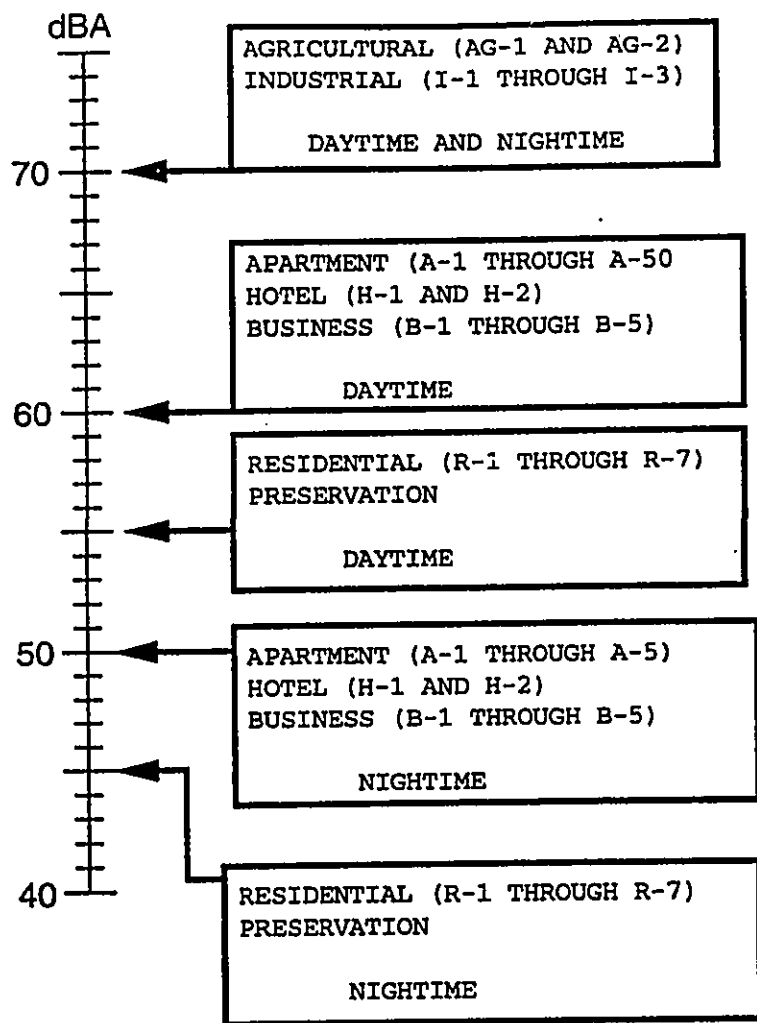 dBA
AGRICULTURAL (AG-1 AND AG-2)
INDUSTRIAL (I-1 THROUGH I-3)
DAYTIME AND NIGHTIME
70
APARTMENT (A-1 THROUGH A-50
HOTEL (H-1 AND H-2)
BUSINESS (B-1 THROUGH B-5)
DAYTIME
60
RESIDENTIAL (R-1 THROUGH R-7)
PRESERVATION
DAYTIME
50
APARTMENT (A-1 THROUGH A-5)
HOTEL (H-1 AND H-2)
BUSINESS (B-1 THROUGH B-5)
NIGHTIME
40
RESIDENTIAL (R-1 THROUGH R-7)
PRESERVATION
NIGHTIME